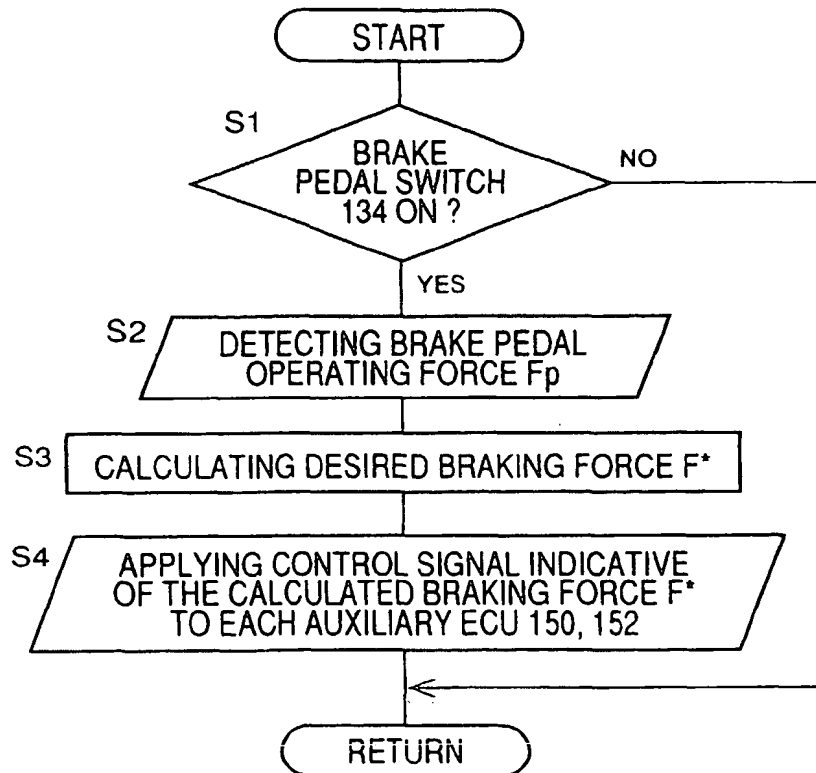 START
S1
BRAKE
PEDAL SWITCH
134 ON ?
NO
YES
S2
DETECTING BRAKE PEDAL
OPERATING FORCE Fp
S3
CALCULATING DESIRED BRAKING FORCE F*
S4
APPLYING CONTROL SIGNAL INDICATIVE
OF THE CALCULATED BRAKING FORCE F*
TO EACH AUXILIARY ECU 150, 152
RETURN